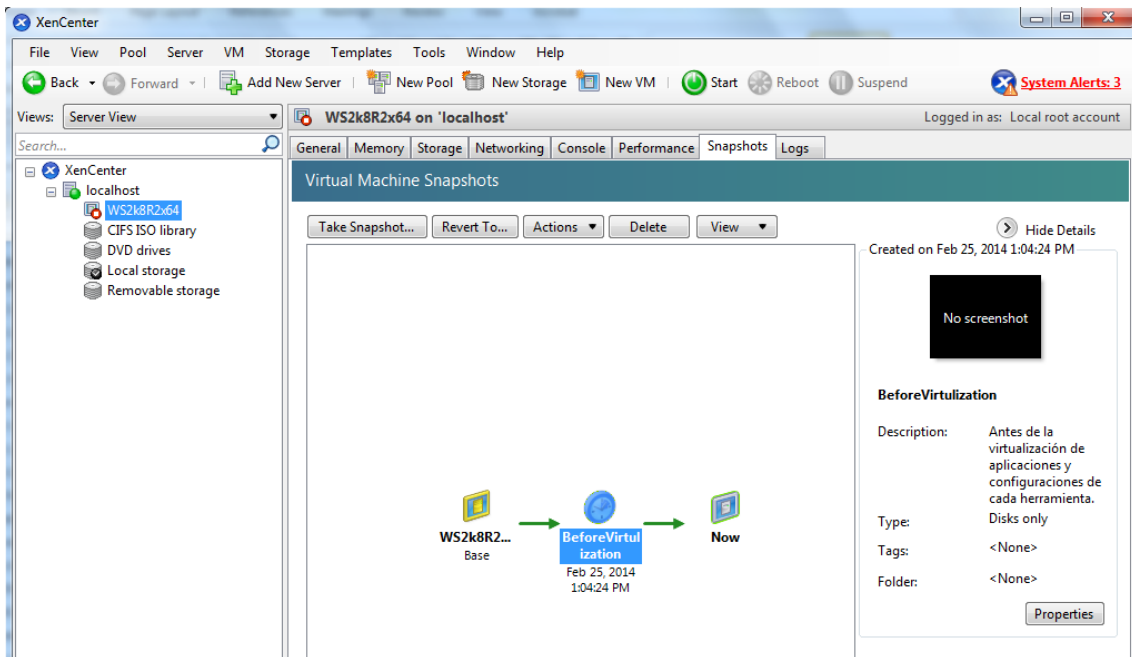 XenCenter
File View Pool Server VM Storage Templates Tools Window Help
Back Forward Add New Server New Pool New Storage New VM Start Reboot Suspend System Alerts: 3
Views: Server View WS2k8R2x64 on 'localhost' Logged in as: Local root account
Search... General Memory Storage Networking Console Performance Snapshots Logs
XenCenter
localhost
WS2k8R2x64
CIFS ISO library
DVD drives
Local storage
Removable storage
Virtual Machine Snapshots
Take Snapshot... Revert To... Actions Delete View Hide Details
WS2k8R2...
Base
BeforeVirtul
ization
Feb 25, 2014
1:04:24 PM
Now
Created on Feb 25, 2014 1:04:24 PM
No screenshot
BeforeVirtulization
Description: Antes de la
virtualización de
aplicaciones y
configuraciones de
cada herramienta.
Type: Disks only
Tags: <None>
Folder: <None>
Properties